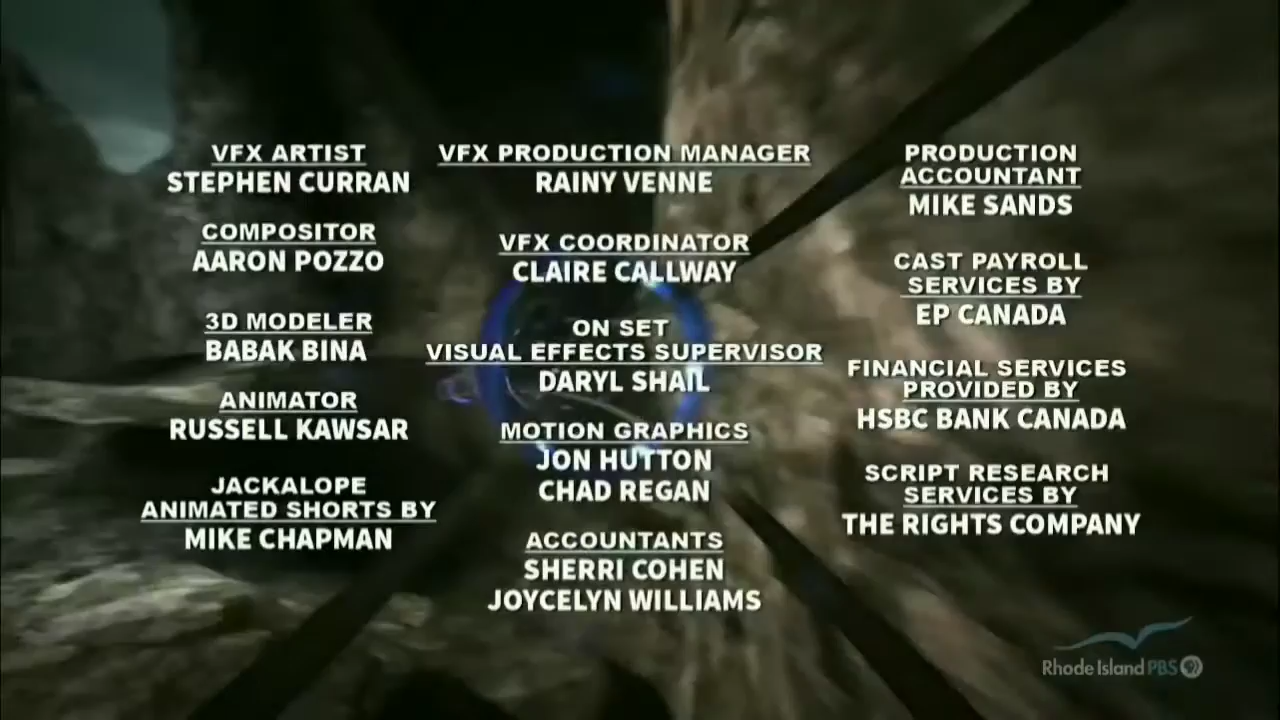 VFX ARTIST
STEPHEN CURRAN
COMPOSITOR
AARON POZZO
3D MODELER
BABAK BINA
ANIMATOR
RUSSELL KAWSAR
JACKALOPE
ANIMATED SHORTS BY
MIKE CHAPMAN
VFX PRODUCTION MANAGER
RAINY VENNE
VFX COORDINATOR
CLAIRE CALLWAY
ON SET
VISUAL EFFECTS SUPERVISOR
DARYL SHAIL
MOTION GRAPHICS
JON HUTTON
CHAD REGAN
ACCOUNTANTS
SHERRI COHEN
JOYCELYN WILLIAMS
PRODUCTION
ACCOUNTANT
MIKE SANDS
CAST PAYROLL
SERVICES BY
EP CANADA
FINANCIAL SERVICES
PROVIDED BY
HSBC BANK CANADA
SCRIPT RESEARCH
SERVICES BY
THE RIGHTS COMPANY
Rhode Island PBS